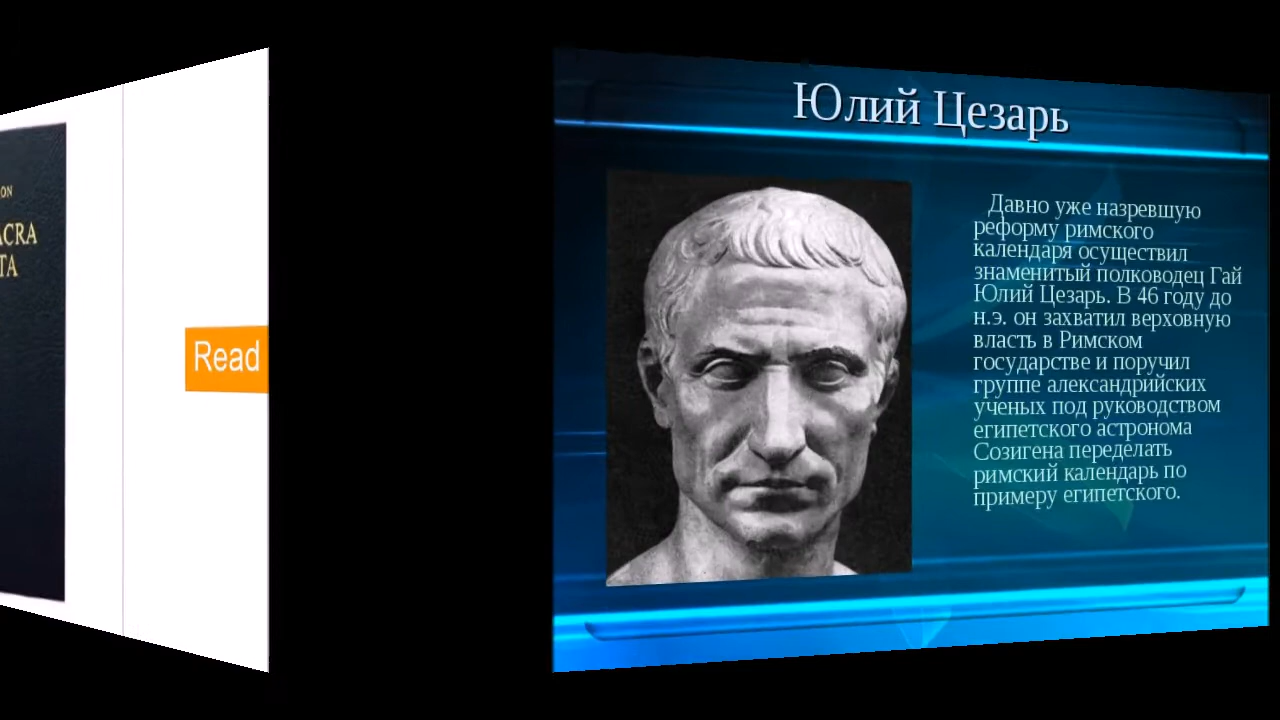 ON
ACRA
TA
Read
Юлий Цезарь
Давно уже назревшую
реформу римского
календаря осуществил
знаменитый полководец Гай
Юлий Цезарь. В 46 году до
н.э. он захватил верховную
власть в Римском
государстве и поручил
группе александрийских
ученых под руководством
египетского астронома
Созигена переделать
римский календарь по
примеру египетского.